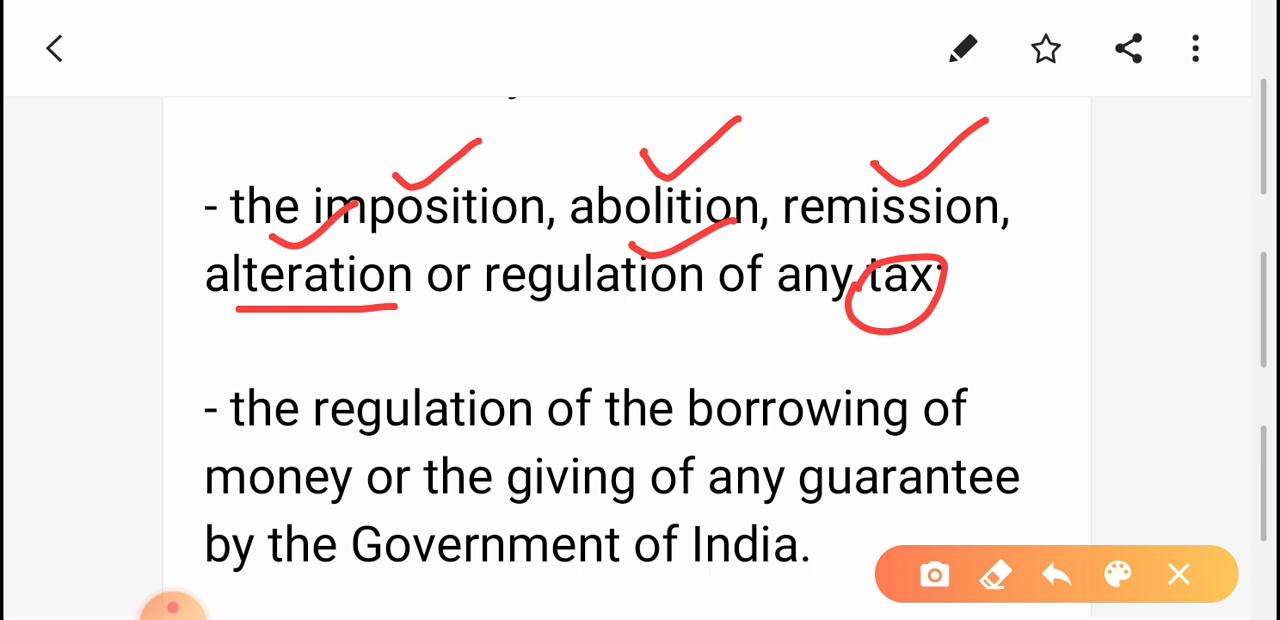 - the imposition, abolition, remission,
alteration or regulation of any tax;
- the regulation of the borrowing of
money or the giving of any guarantee
by the Government of India.